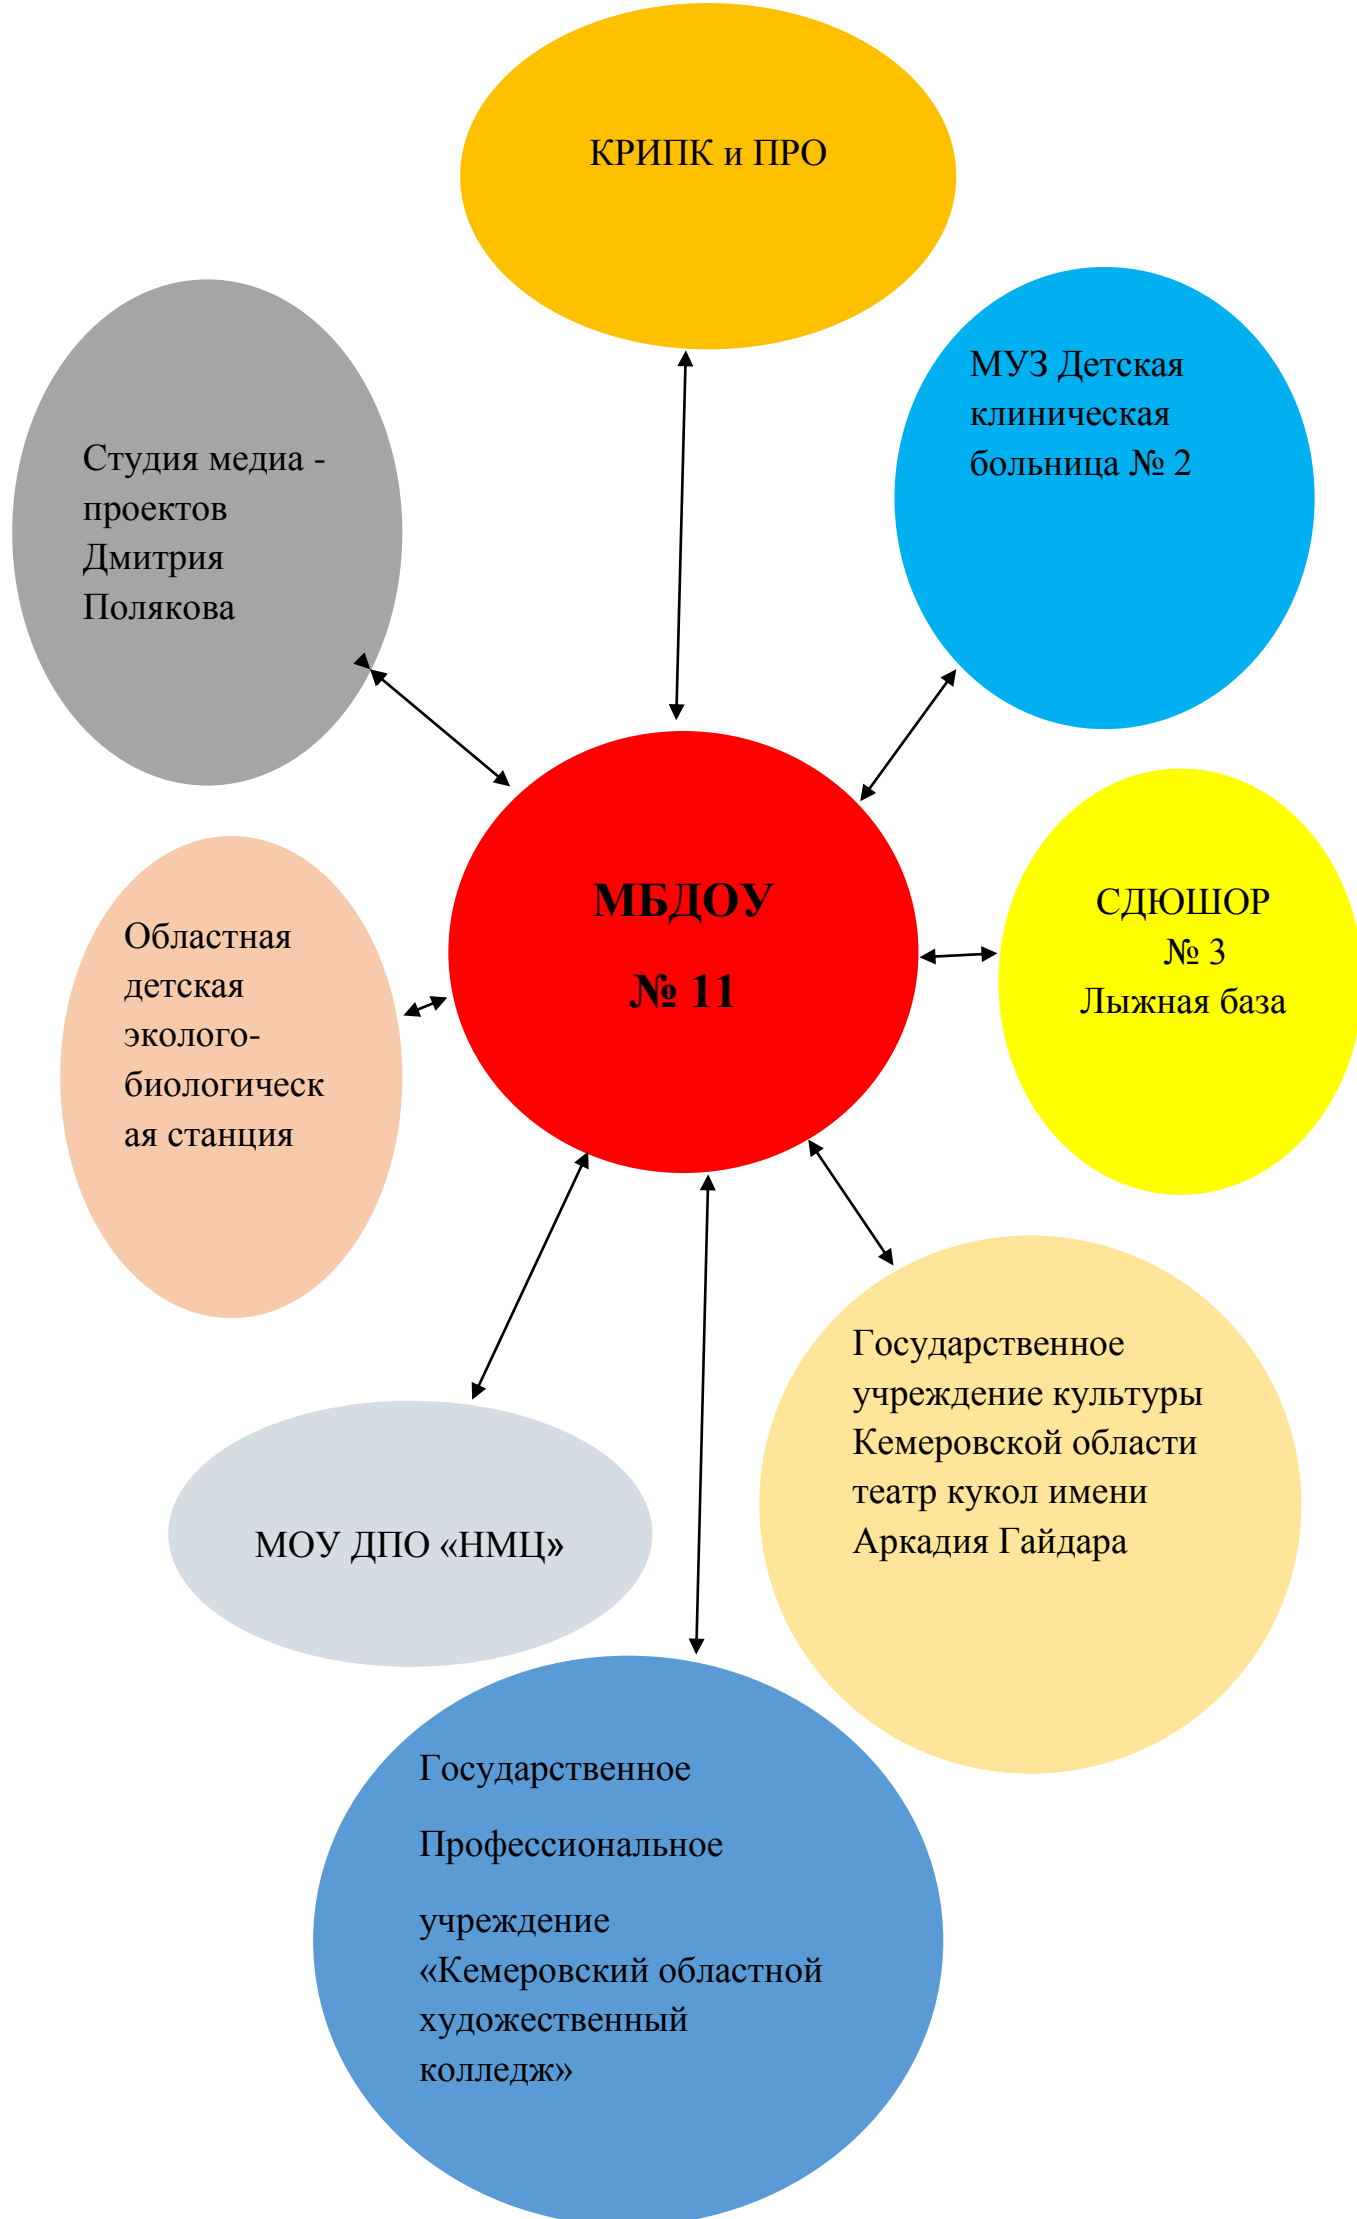 КРИПК и ПРО
МУЗ Детская
клиническая
больница № 2
Студия медиа -
проектов
Дмитрия
Полякова
МБДОУ
№ 11
СДЮШОР
№ 3
Лыжная база
Областная
детская
эколого-
биологическ
ая станция
Государственное
учреждение культуры
Кемеровской области
театр кукол имени
Аркадия Гайдара
МОУ ДПО «НМЦ»
Государственное
Профессиональное
учреждение
«Кемеровский областной
художественный
колледж»